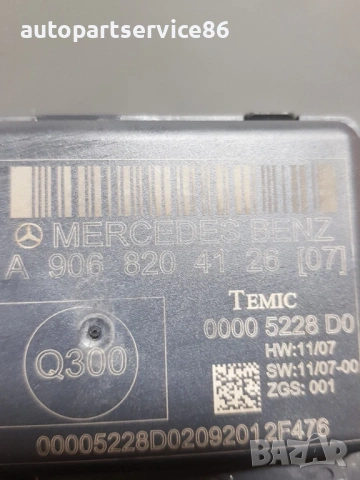 autopartservice86
MERCEDES BENZ
A 906 820 41 26 [07]
TEMIC
0000 5228 D0
HW:11/07
Q300
SW:11/07-00
ZGS: 001
00005228D02092012F476
BAZAR